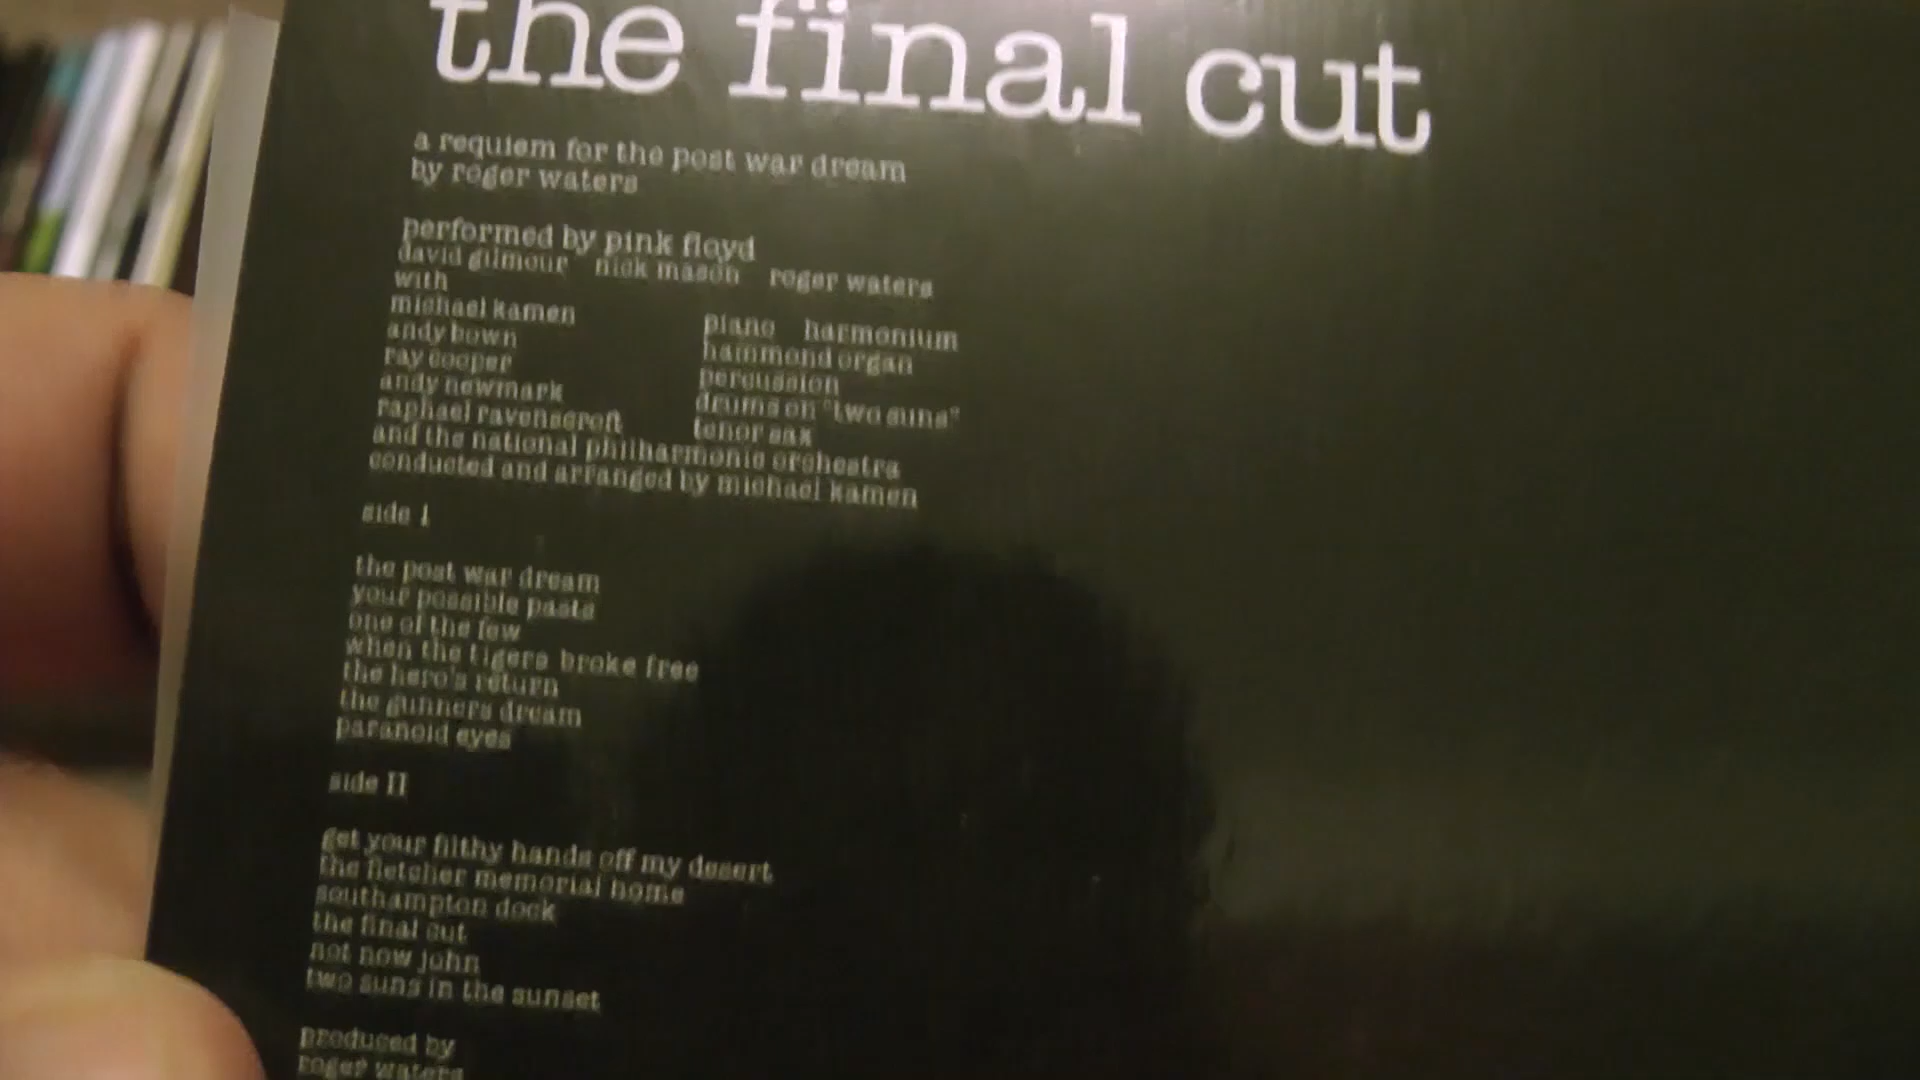 the final cut
a requiem for the post war dream
by roger waters
performed by pink floyd
david gilmour nick mason roger waters
with
michael kamen piano harmonium
andy bown hammond organ
ray cooper percussion
andy newmark drums on "two suns"
raphael ravenscroft tenor sax
and the national philharmonic orchestra
conducted and arranged by michael kamen
side I
the post war dream
your possible pasts
one of the few
when the tigers broke free
the hero's return
the gunners dream
paranoid eyes
side II
get your filthy hands off my desert
the fletcher memorial home
southampton dock
the final cut
not now john
two suns in the sunset
produced by
roger waters